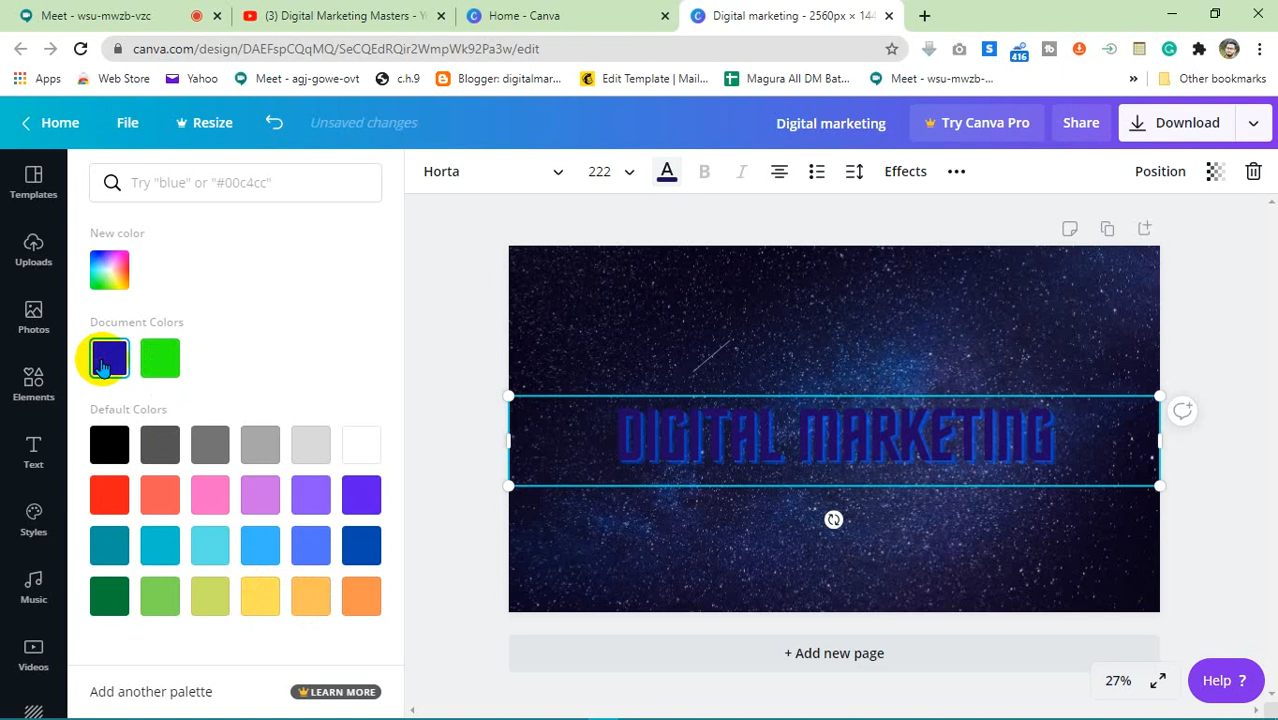 Meet - wsu-mwzb-vzc
(3) Digital Marketing Masters - Y
Home - Canva
Digital marketing - 2560px × 144
canva.com/design/DAEFspCQqMQ/SeCQEdRQir2WmpWk92Pa3w/edit
416
Apps
Web Store
Yahoo
Meet - agj-gowe-ovt
c.h.9
Blogger: digitalmar...
Edit Template | Mail...
Magura All DM Bat...
Meet - wsu-mwzb-...
»
Other bookmarks
Home
File
Resize
Unsaved changes
Digital marketing
Try Canva Pro
Share
Download
Templates
Uploads
Photos
Elements
Text
Styles
Music
Videos
Try "blue" or "#00c4cc"
New color
Document Colors
Default Colors
Add another palette
LEARN MORE
Horta
222
A
B
I
Effects
Position
DIGITAL MARKETING
+ Add new page
27%
Help ?